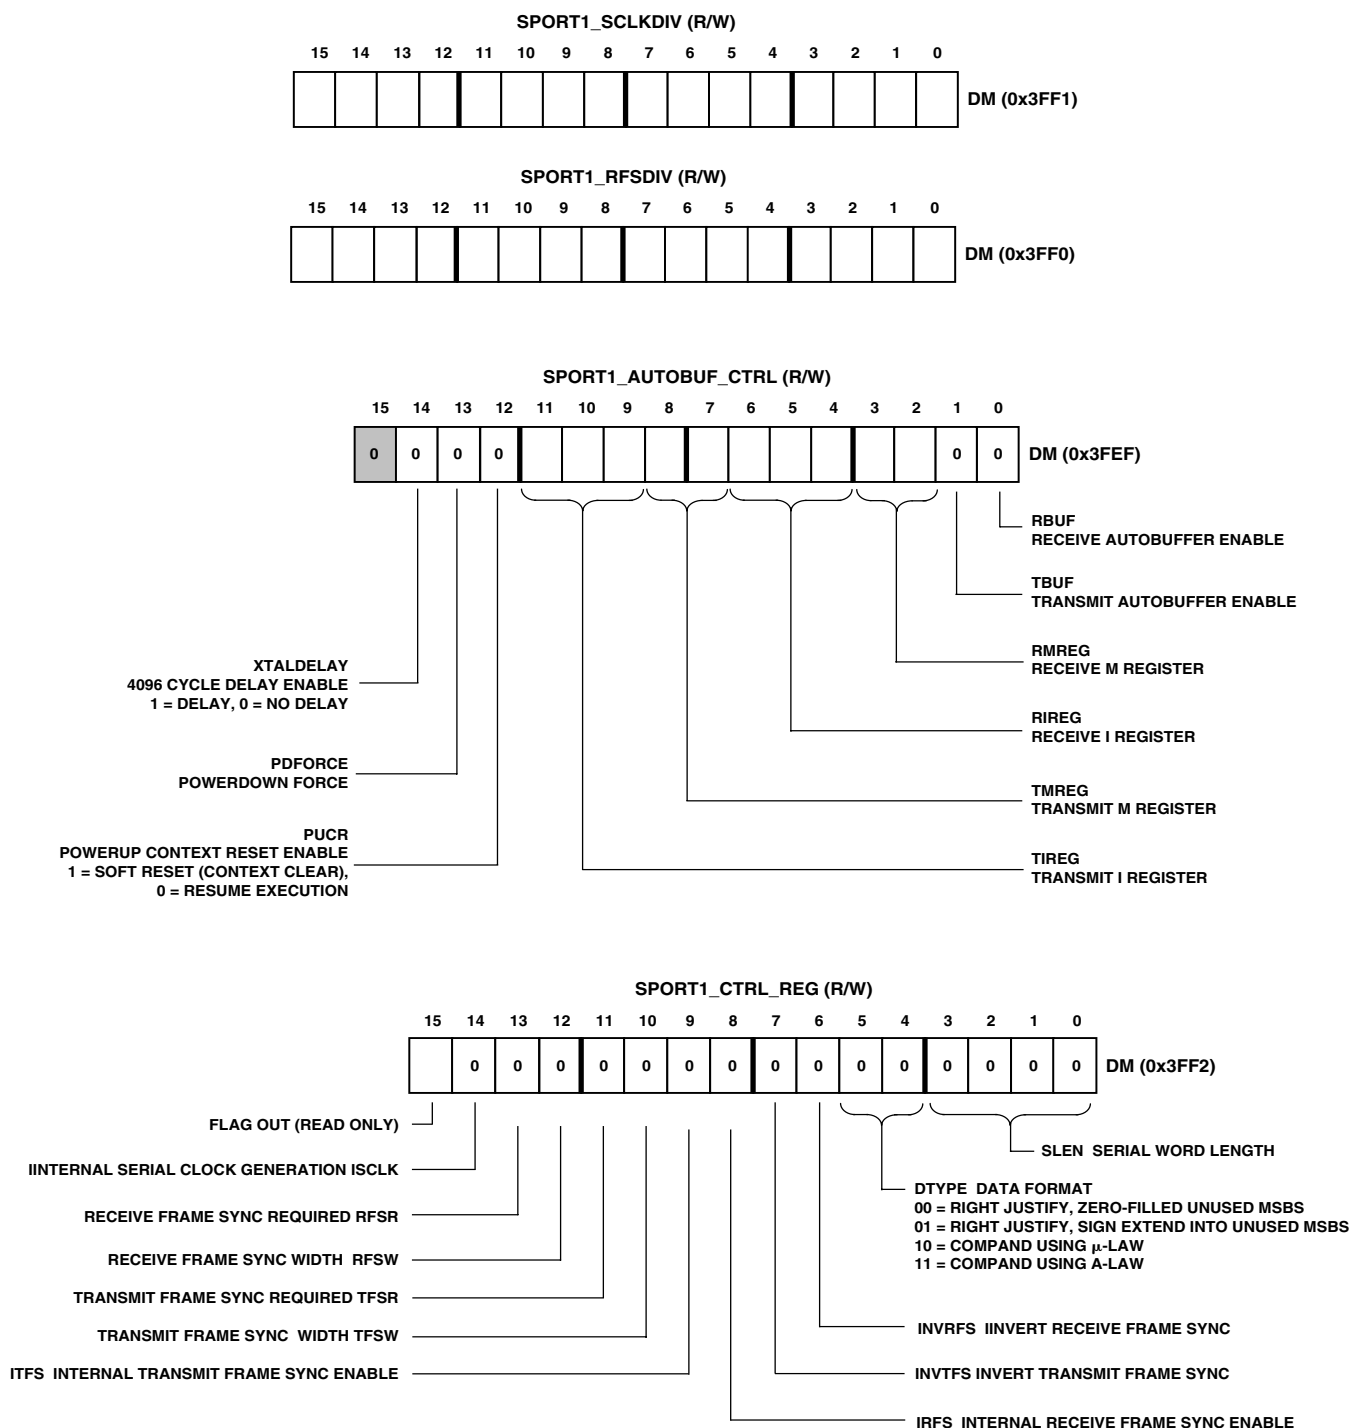 SPORT1_SCLKDIV (R/W)
15 14 13 12 11 10 9 8 7 6 5 4 3 2 1 0
DM (0x3FF1)
SPORT1_RFSDIV (R/W)
15 14 13 12 11 10 9 8 7 6 5 4 3 2 1 0
DM (0x3FF0)
SPORT1_AUTOBUF_CTRL (R/W)
15 14 13 12 11 10 9 8 7 6 5 4 3 2 1 0
0 0 0 0 0 0 DM (0x3FEF)
RBUF
RECEIVE AUTOBUFFER ENABLE
TBUF
TRANSMIT AUTOBUFFER ENABLE
RMREG
RECEIVE M REGISTER
XTALDELAY
4096 CYCLE DELAY ENABLE
1 = DELAY, 0 = NO DELAY
RIREG
RECEIVE I REGISTER
PDFORCE
POWERDOWN FORCE
TMREG
TRANSMIT M REGISTER
PUCR
POWERUP CONTEXT RESET ENABLE
1 = SOFT RESET (CONTEXT CLEAR),
0 = RESUME EXECUTION
TIREG
TRANSMIT I REGISTER
SPORT1_CTRL_REG (R/W)
15 14 13 12 11 10 9 8 7 6 5 4 3 2 1 0
0 0 0 0 0 0 0 0 0 0 0 0 0 0 0 DM (0x3FF2)
FLAG OUT (READ ONLY)
SLEN SERIAL WORD LENGTH
IINTERNAL SERIAL CLOCK GENERATION ISCLK
DTYPE DATA FORMAT
00 = RIGHT JUSTIFY, ZERO-FILLED UNUSED MSBS
01 = RIGHT JUSTIFY, SIGN EXTEND INTO UNUSED MSBS
10 = COMPAND USING μ-LAW
11 = COMPAND USING A-LAW
RECEIVE FRAME SYNC REQUIRED RFSR
RECEIVE FRAME SYNC WIDTH RFSW
TRANSMIT FRAME SYNC REQUIRED TFSR
TRANSMIT FRAME SYNC WIDTH TFSW
INVRFS IINVERT RECEIVE FRAME SYNC
ITFS INTERNAL TRANSMIT FRAME SYNC ENABLE
INVTFS INVERT TRANSMIT FRAME SYNC
IRFS INTERNAL RECEIVE FRAME SYNC ENABLE